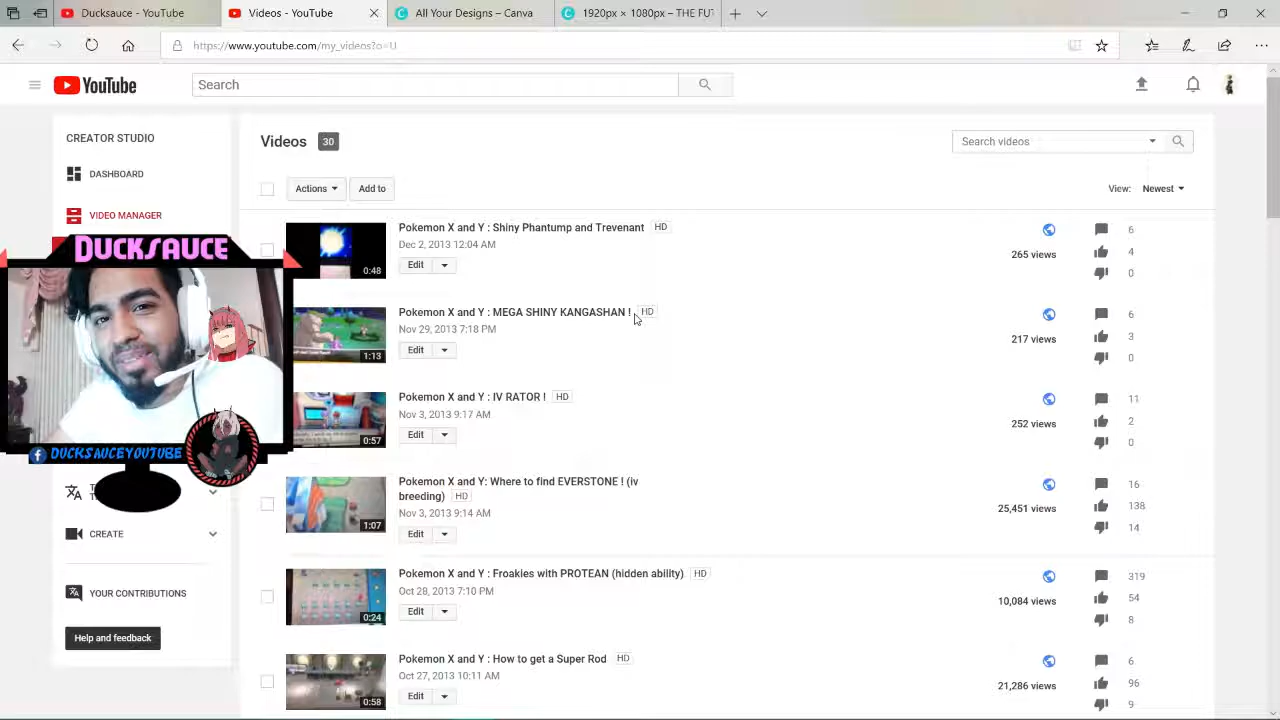 Dashboard - YouTube
Videos - YouTube
All Your Designs - Canva
1920px × 1080px – THE FU
https://www.youtube.com/my_videos?o=U
YouTube
Search
CREATOR STUDIO
DASHBOARD
VIDEO MANAGER
Videos 30
Search videos
Actions
Add to
View: Newest
Pokemon X and Y : Shiny Phantump and Trevenant HD
Dec 2, 2013 12:04 AM
Edit
0:48
265 views
6
4
0
Pokemon X and Y : MEGA SHINY KANGASHAN ! HD
Nov 29, 2013 7:18 PM
Edit
1:13
217 views
6
3
0
Pokemon X and Y : IV RATOR ! HD
Nov 3, 2013 9:17 AM
Edit
0:57
252 views
11
2
0
Pokemon X and Y: Where to find EVERSTONE ! (iv
breeding) HD
Nov 3, 2013 9:14 AM
Edit
1:07
25,451 views
16
138
14
Pokemon X and Y : Froakies with PROTEAN (hidden ability) HD
Oct 28, 2013 7:10 PM
Edit
0:24
10,084 views
319
54
8
Pokemon X and Y : How to get a Super Rod HD
Oct 27, 2013 10:11 AM
Edit
0:58
21,286 views
6
96
9
DUCKSAUCE
f DUCKSAUCEYOUTUBE
CREATE
YOUR CONTRIBUTIONS
Help and feedback